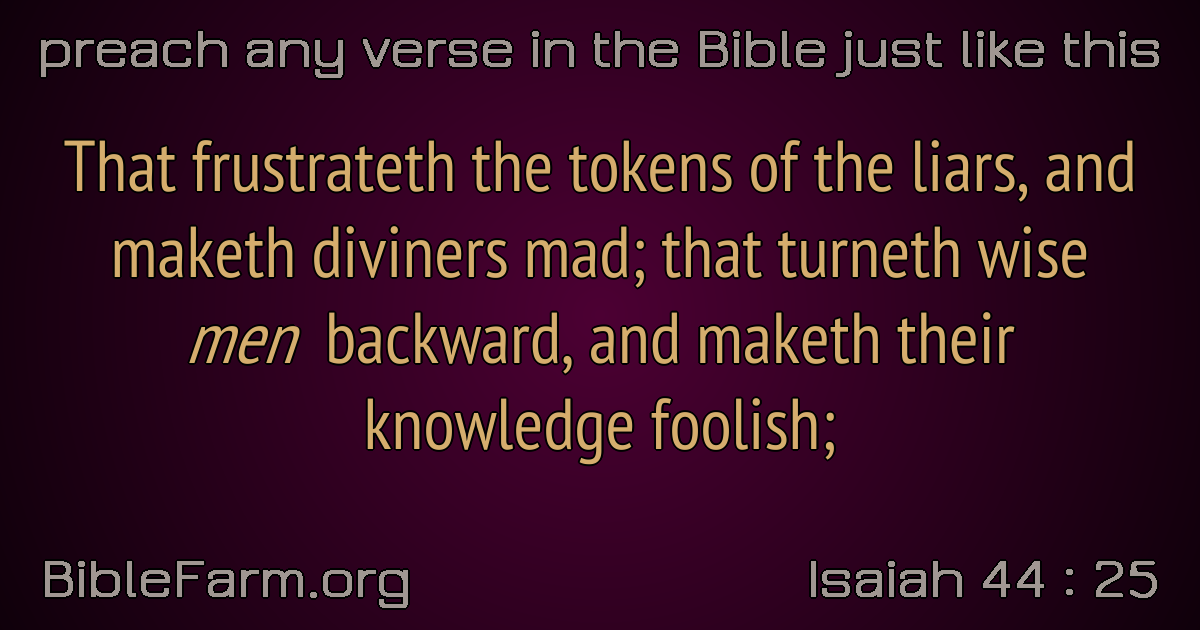 preach any verse in the Bible just like this
That frustrateth the tokens of the liars, and
maketh diviners mad; that turneth wise
men backward, and maketh their
knowledge foolish;
BibleFarm.org
Isaiah 44 : 25